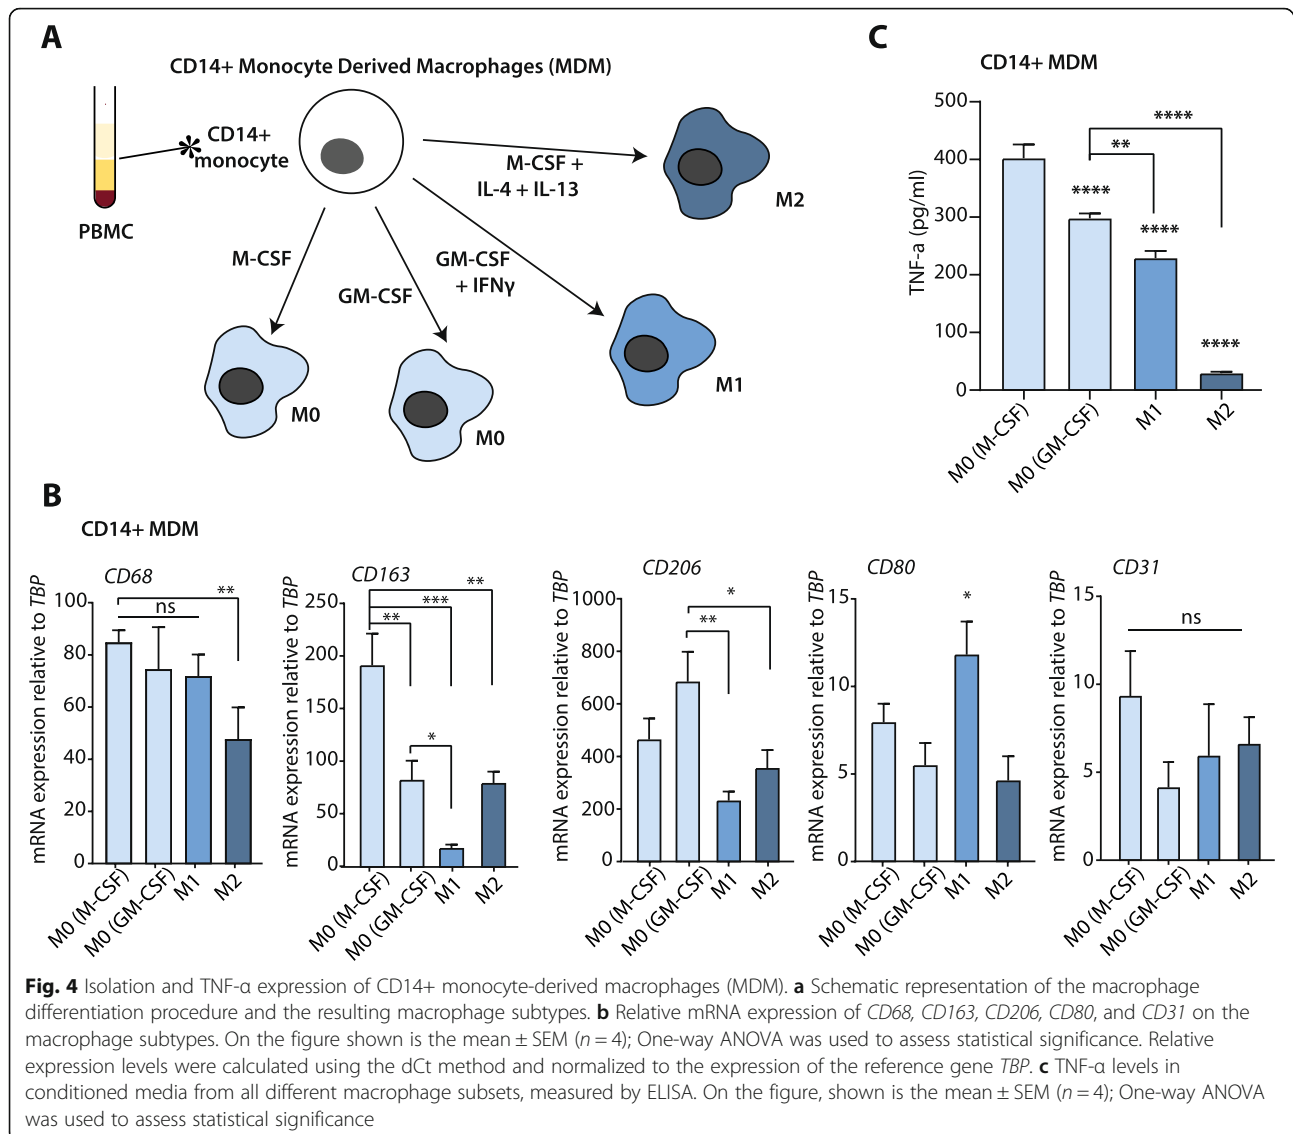 A
CD14+ Monocyte Derived Macrophages (MDM)
PBMC
CD14+
monocyte
M-CSF +
IL-4 + IL-13
M2
M-CSF
GM-CSF
GM-CSF
+ IFNγ
M0
M0
M1
C
CD14+ MDM
TNF-a (pg/ml)
500
400
300
200
100
0
****
**
****
****
****
M0 (M-CSF)
M0 (GM-CSF)
M1
M2
B
CD14+ MDM
CD68
mRNA expression relative to TBP
100
80
60
40
20
0
**
ns
M0 (M-CSF)
M0 (GM-CSF)
M1
M2
CD163
mRNA expression relative to TBP
250
200
150
100
50
0
**
***
**
*
M0 (M-CSF)
M0 (GM-CSF)
M1
M2
CD206
mRNA expression relative to TBP
1000
800
600
400
200
0
*
**
M0 (M-CSF)
M0 (GM-CSF)
M1
M2
CD80
mRNA expression relative to TBP
15
10
5
0
*
M0 (M-CSF)
M0 (GM-CSF)
M1
M2
CD31
mRNA expression relative to TBP
15
10
5
0
ns
M0 (M-CSF)
M0 (GM-CSF)
M1
M2
Fig. 4 Isolation and TNF-α expression of CD14+ monocyte-derived macrophages (MDM). a Schematic representation of the macrophage
differentiation procedure and the resulting macrophage subtypes. b Relative mRNA expression of CD68, CD163, CD206, CD80, and CD31 on the
macrophage subtypes. On the figure shown is the mean ± SEM (n = 4); One-way ANOVA was used to assess statistical significance. Relative
expression levels were calculated using the dCt method and normalized to the expression of the reference gene TBP. c TNF-α levels in
conditioned media from all different macrophage subsets, measured by ELISA. On the figure, shown is the mean ± SEM (n = 4); One-way ANOVA
was used to assess statistical significance